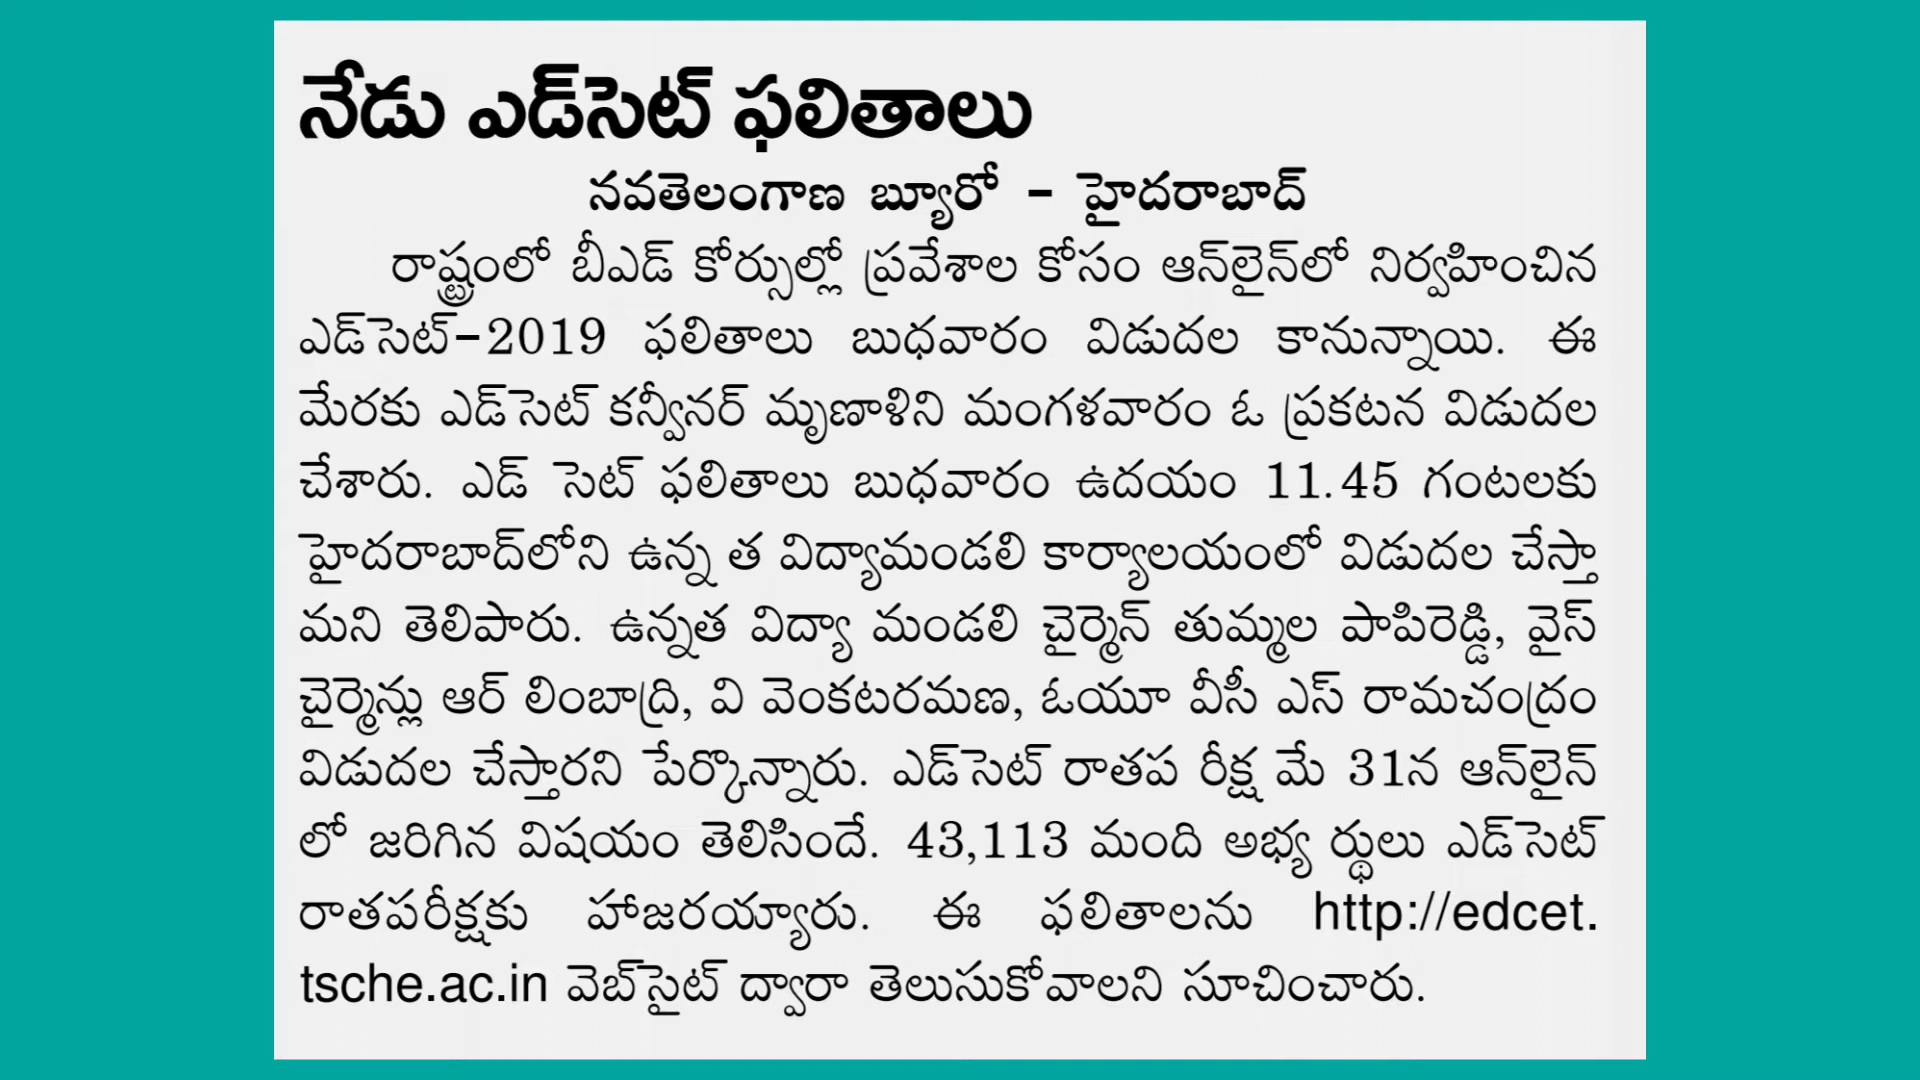 నేడు ఎడ్‌సెట్ ఫలితాలు
నవతెలంగాణ బ్యూరో - హైదరాబాద్
రాష్ట్రంలో బీఎడ్ కోర్సుల్లో ప్రవేశాల కోసం ఆన్‌లైన్‌లో నిర్వహించిన
ఎడ్‌సెట్-2019 ఫలితాలు బుధవారం విడుదల కానున్నాయి. ఈ
మేరకు ఎడ్‌సెట్ కన్వీనర్ మృణాళిని మంగళవారం ఓ ప్రకటన విడుదల
చేశారు. ఎడ్ సెట్ ఫలితాలు బుధవారం ఉదయం 11.45 గంటలకు
హైదరాబాద్‌లోని ఉన్న త విద్యామండలి కార్యాలయంలో విడుదల చేస్తా
మని తెలిపారు. ఉన్నత విద్యా మండలి చైర్మెన్ తుమ్మల పాపిరెడ్డి, వైస్
చైర్మెన్లు ఆర్ లింబాద్రి, వి వెంకటరమణ, ఓయూ వీసీ ఎస్ రామచంద్రం
విడుదల చేస్తారని పేర్కొన్నారు. ఎడ్‌సెట్ రాతప రీక్ష మే 31న ఆన్‌లైన్
లో జరిగిన విషయం తెలిసిందే. 43,113 మంది అభ్య ర్థులు ఎడ్‌సెట్
రాతపరీక్షకు హాజరయ్యారు. ఈ ఫలితాలను http://edcet.
tsche.ac.in వెబ్‌సైట్ ద్వారా తెలుసుకోవాలని సూచించారు.